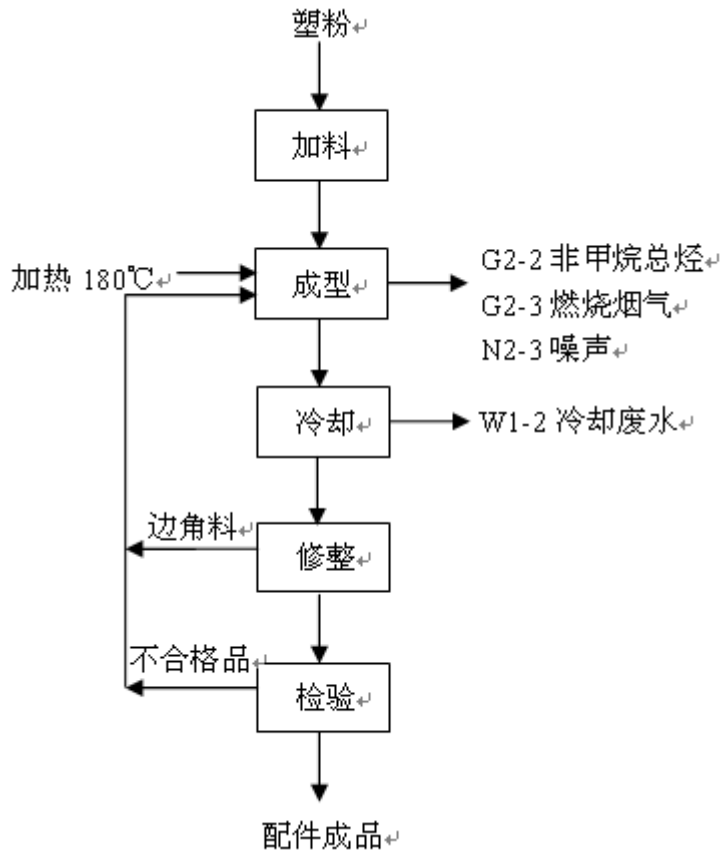 塑粉↵
加料↵
加热 180℃↵
成型↵
G2-2 非甲烷总烃↵
G2-3 燃烧烟气↵
N2-3 噪声↵
冷却↵
W1-2 冷却废水↵
边角料↵
修整↵
不合格品↵
检验↵
配件成品↵